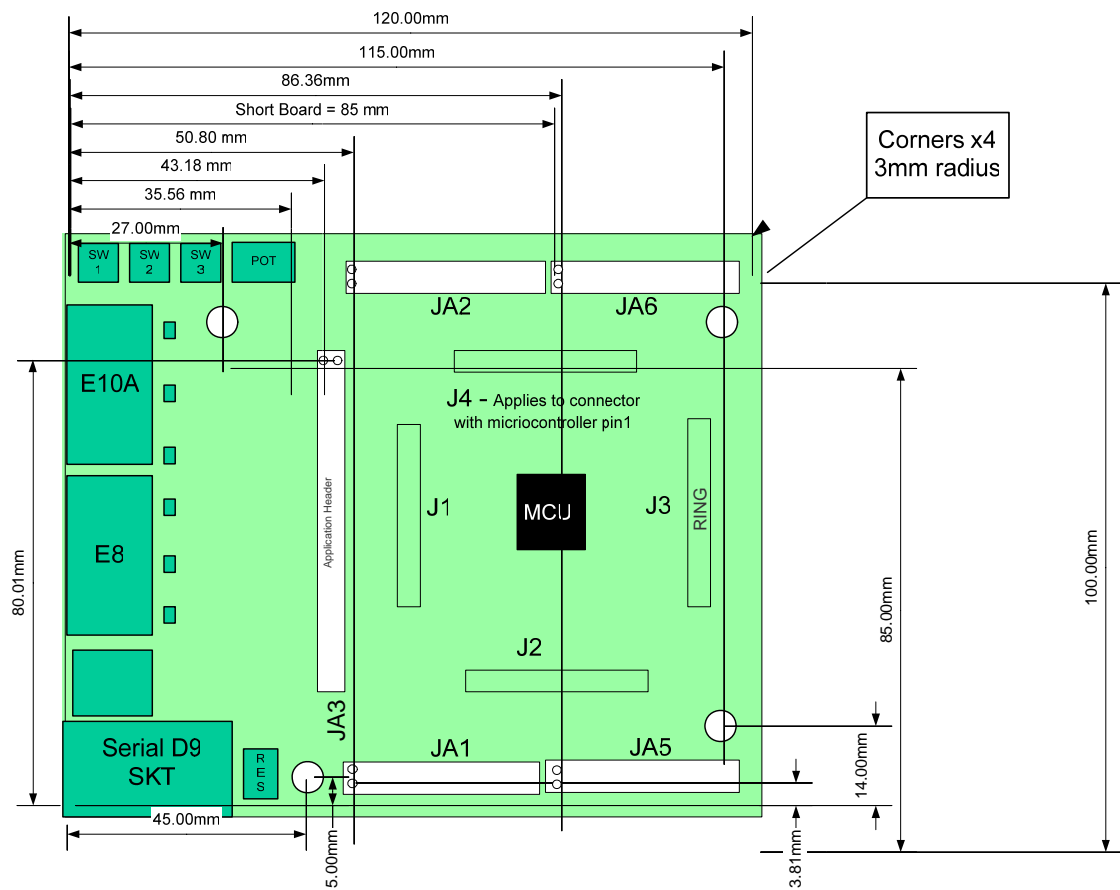 120.00mm
115.00mm
86.36mm
Short Board = 85 mm
50.80 mm
43.18 mm
35.56 mm
27.00mm
Corners x4
3mm radius
SW
1
SW
2
SW
3
POT
JA2
JA6
E10A
J4 - Applies to connector
with micriocontroller pin1
Application Header
J1
MCU
J3
RING
E8
80.01mm
85.00mm
100.00mm
J2
JA3
Serial D9
SKT
R
E
S
JA1
JA5
14.00mm
45.00mm
5.00mm
3.81mm